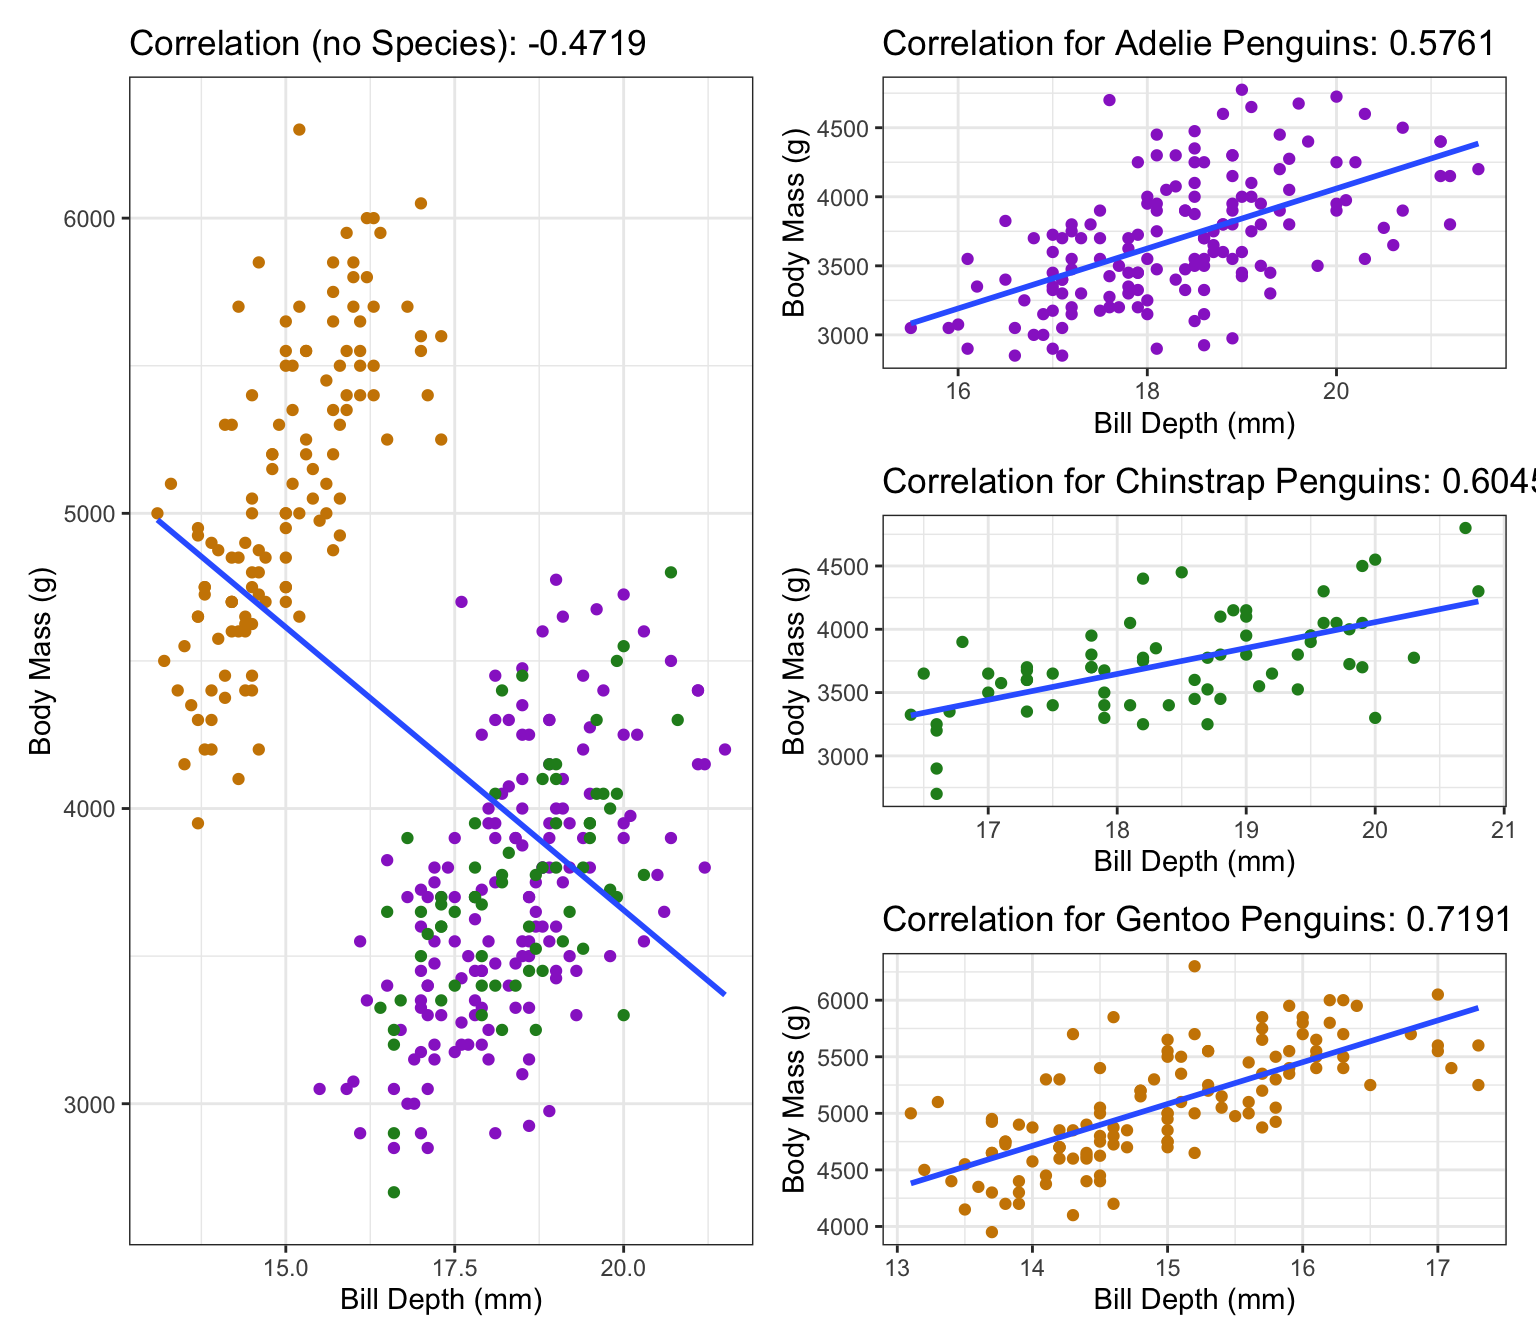 Correlation (no Species): -0.4719
Body Mass (g)
6000
5000
4000
3000
15.0 17.5 20.0
Bill Depth (mm)
Correlation for Adelie Penguins: 0.5761
Body Mass (g)
4500
4000
3500
3000
16 18 20
Bill Depth (mm)
Correlation for Chinstrap Penguins: 0.6045
Body Mass (g)
4500
4000
3500
3000
17 18 19 20 21
Bill Depth (mm)
Correlation for Gentoo Penguins: 0.7191
Body Mass (g)
6000
5500
5000
4500
4000
13 14 15 16 17
Bill Depth (mm)